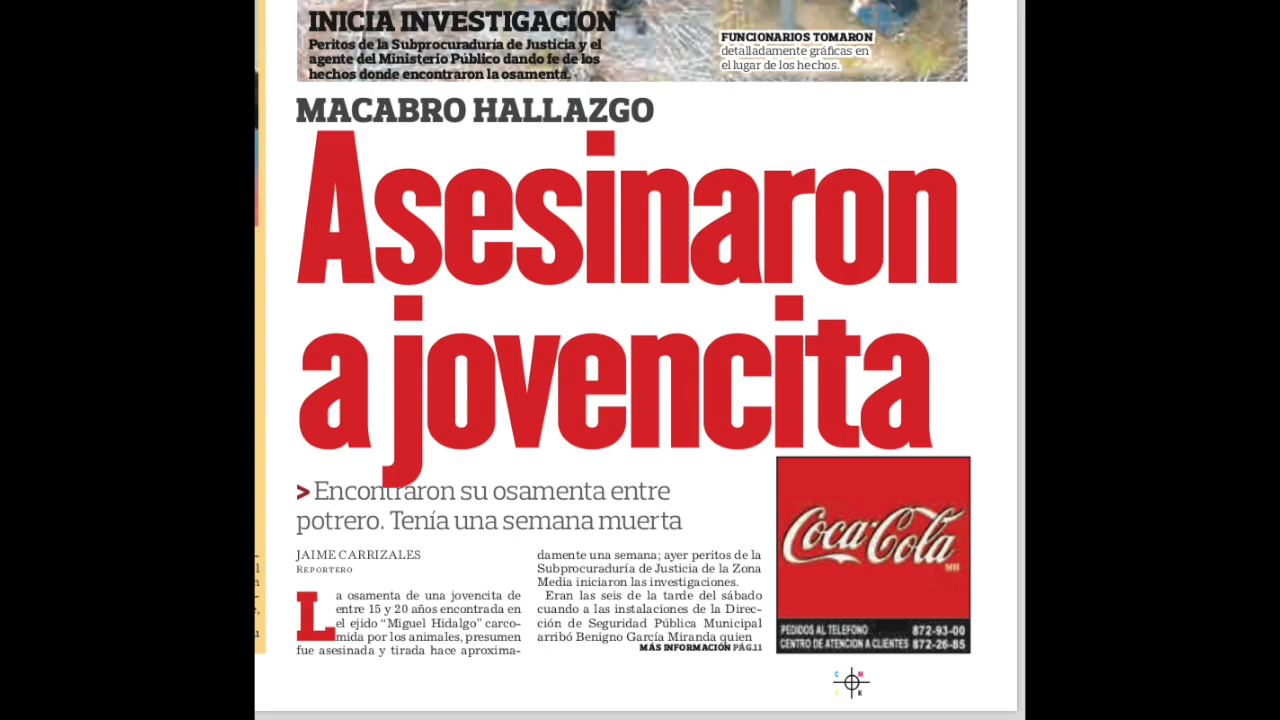 INICIA INVESTIGACION
Peritos de la Subprocuraduría de Justicia y el
agente del Ministerio Público dando fe de los
hechos donde encontraron la osamenta.
FUNCIONARIOS TOMARON
detalladamente gráficas en
el lugar de los hechos.
MACABRO HALLAZGO
Asesinaron
a jovencita
> Encontraron su osamenta entre
potrero. Tenía una semana muerta
JAIME CARRIZALES
REPORTERO
La osamenta de una jovencita de
entre 15 y 20 años encontrada en
el ejido “Miguel Hidalgo” carco-
mida por los animales, presumen
fue asesinada y tirada hace aproxima-
damente una semana; ayer peritos de la
Subprocuraduría de Justicia de la Zona
Media iniciaron las investigaciones.
Eran las seis de la tarde del sábado
cuando a las instalaciones de la Direc-
ción de Seguridad Pública Municipal
arribó Benigno García Miranda quien
MÁS INFORMACIÓN PÁG.11
Coca-Cola
MR
PEDIDOS AL TELEFONO 872-93-00
CENTRO DE ATENCION A CLIENTES 872-26-85
C M
Y K